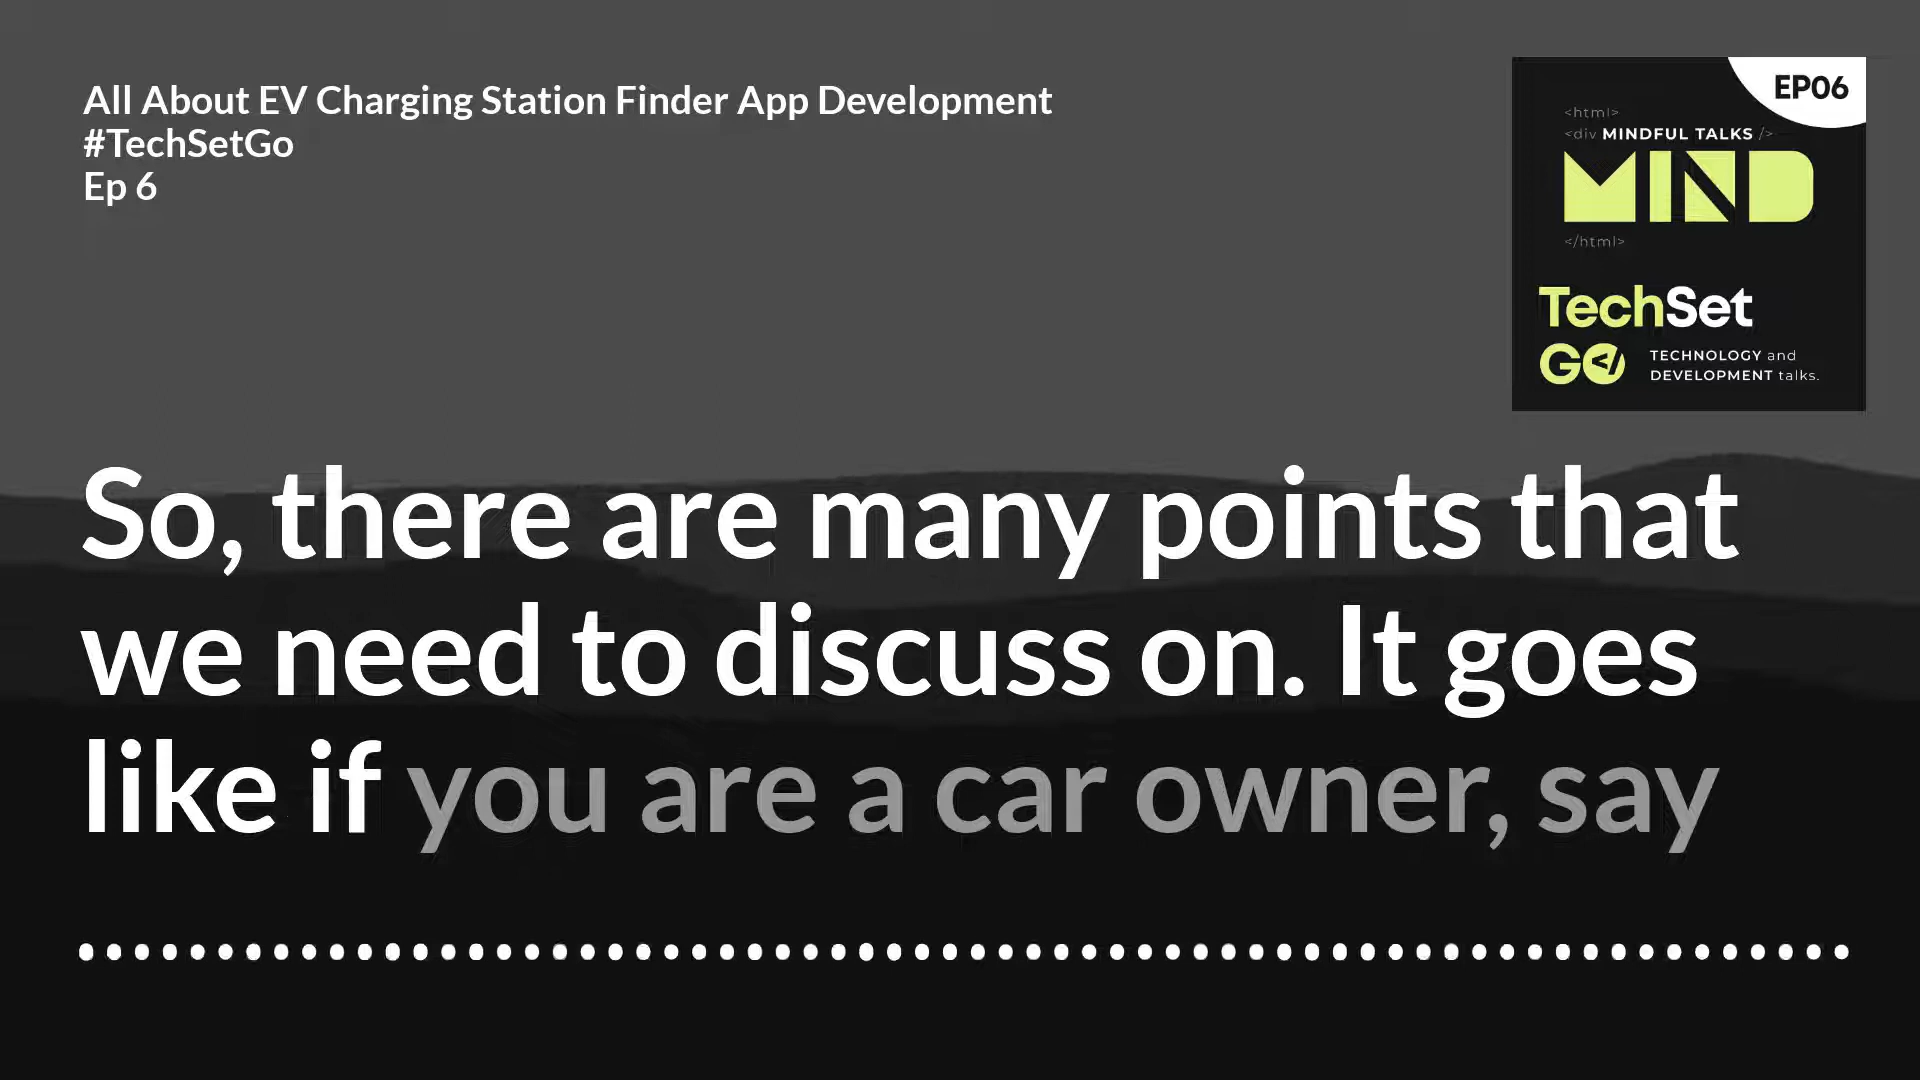 All About EV Charging Station Finder App Development
#TechSetGo
Ep 6
EP06
<html>
<div MINDFUL TALKS />
MIND
</html>
TechSet
GO </>
TECHNOLOGY and
DEVELOPMENT talks.
So, there are many points that
we need to discuss on. It goes
like if you are a car owner, say